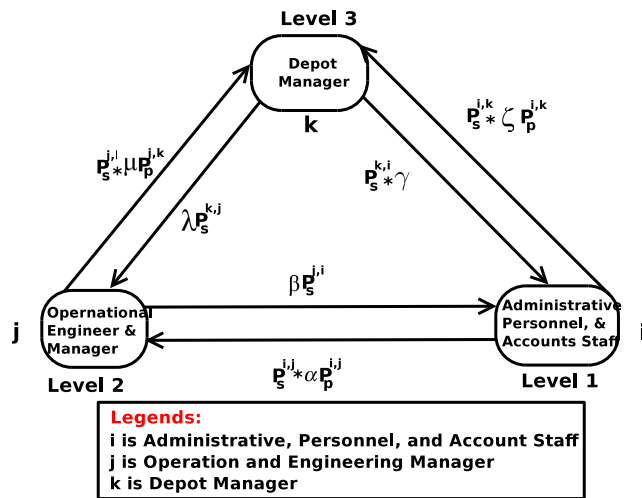 Level 3
Depot
Manager
k
P_s^{i,k} * ζ P_p^{i,k}
P_s^{j,l} * μP_p^{j,k}
P_s^{k,i} * γ
λP_s^{k,j}
βP_s^{j,i}
j
Opernational
Engineer &
Manager
Administrative
Personnel, &
Accounts Staff
i
Level 2
P_s^{i,j} * αP_p^{i,j}
Level 1
Legends:
i is Administrative, Personnel, and Account Staff
j is Operation and Engineering Manager
k is Depot Manager